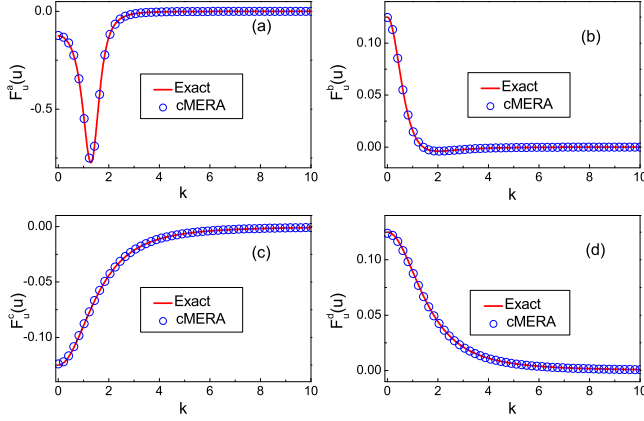 0.0
-0.5
F_u^a(u)
(a)
Exact
cMERA
0 2 4 6 8 10
k
0.10
0.05
0.00
F_u^b(u)
(b)
Exact
cMERA
0 2 4 6 8 10
k
0.00
-0.05
-0.10
F_u^c(u)
(c)
Exact
cMERA
0 2 4 6 8 10
k
0.10
0.05
0.00
F_u^d(u)
(d)
Exact
cMERA
0 2 4 6 8 10
k